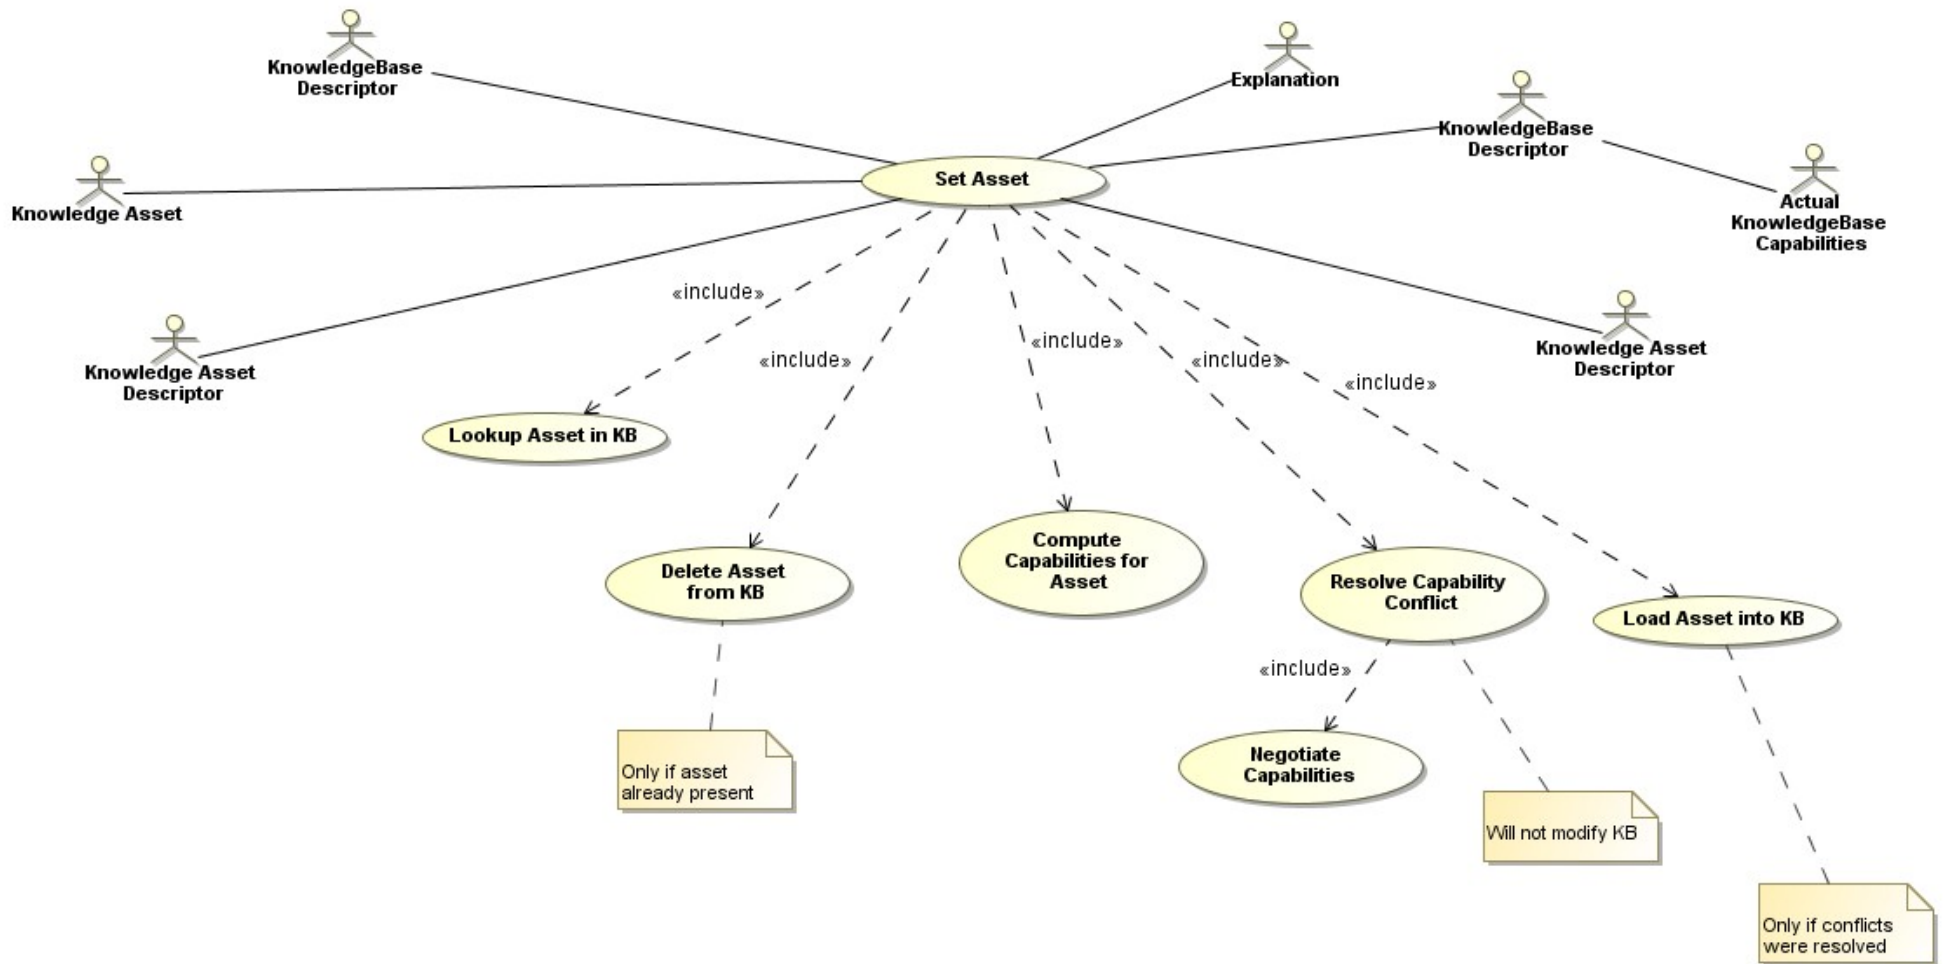 KnowledgeBase
Descriptor
Explanation
KnowledgeBase
Descriptor
Knowledge Asset
Set Asset
Actual
KnowledgeBase
Capabilities
«include»
«include»
«include»
«include»
«include»
Knowledge Asset
Descriptor
Knowledge Asset
Descriptor
Lookup Asset in KB
Delete Asset
from KB
Compute
Capabilities for
Asset
Resolve Capability
Conflict
Load Asset into KB
«include»
Negotiate
Capabilities
Only if asset
already present
Will not modify KB
Only if conflicts
were resolved